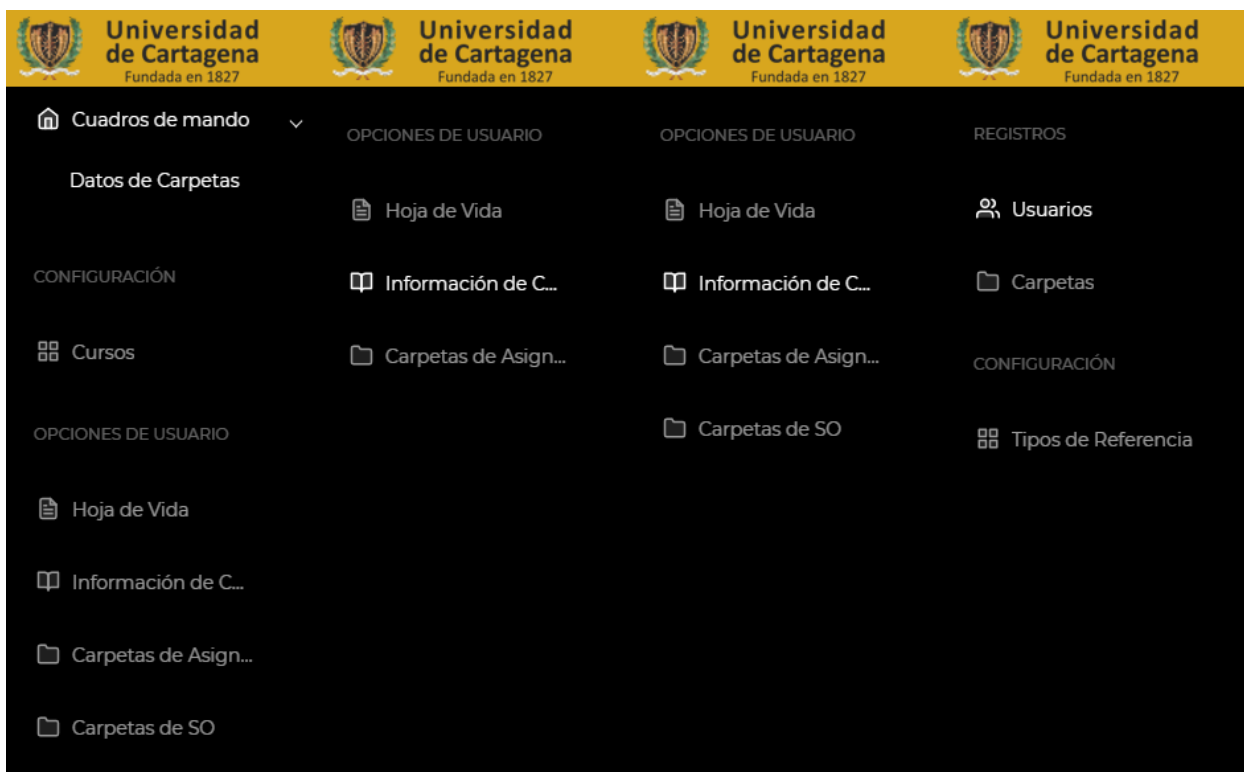 Universidad
de Cartagena
Fundada en 1827
Cuadros de mando
Datos de Carpetas
CONFIGURACIÓN
Cursos
OPCIONES DE USUARIO
Hoja de Vida
Información de C...
Carpetas de Asign...
Carpetas de SO
Universidad
de Cartagena
Fundada en 1827
OPCIONES DE USUARIO
Hoja de Vida
Información de C...
Carpetas de Asign...
Universidad
de Cartagena
Fundada en 1827
OPCIONES DE USUARIO
Hoja de Vida
Información de C...
Carpetas de Asign...
Carpetas de SO
Universidad
de Cartagena
Fundada en 1827
REGISTROS
Usuarios
Carpetas
CONFIGURACIÓN
Tipos de Referencia